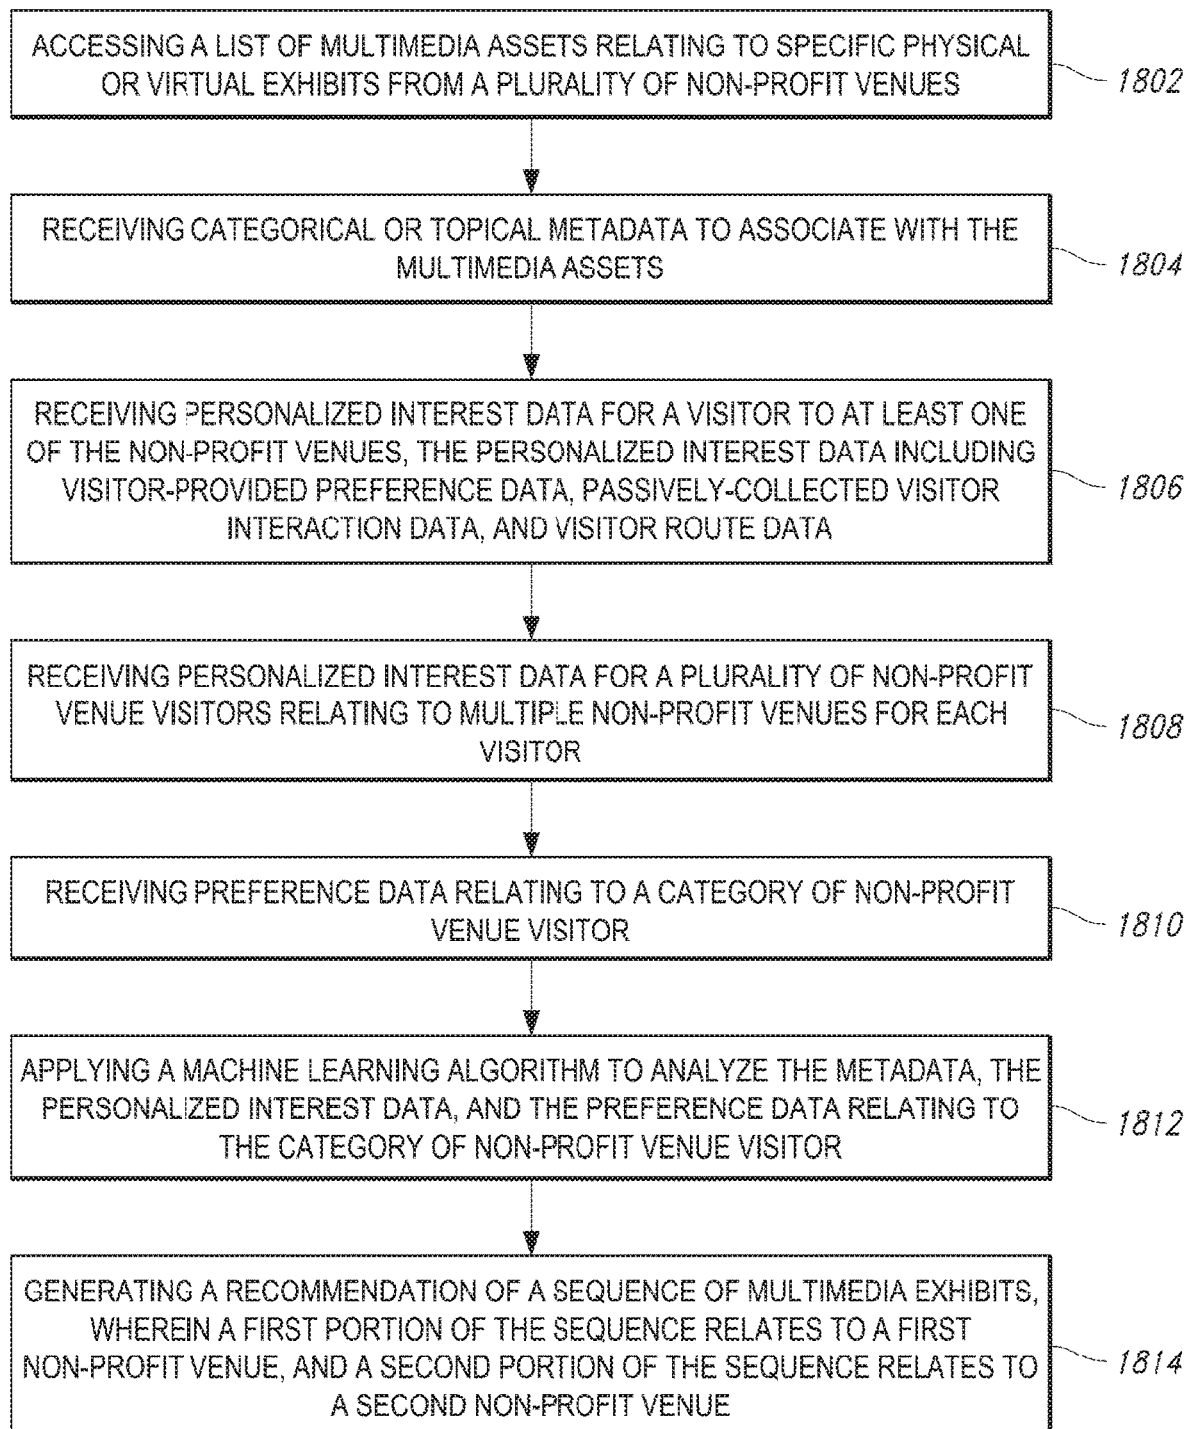 ACCESSING A LIST OF MULTIMEDIA ASSETS RELATING TO SPECIFIC PHYSICAL
OR VIRTUAL EXHIBITS FROM A PLURALITY OF NON-PROFIT VENUES
1802
RECEIVING CATEGORICAL OR TOPICAL METADATA TO ASSOCIATE WITH THE
MULTIMEDIA ASSETS
1804
RECEIVING PERSONALIZED INTEREST DATA FOR A VISITOR TO AT LEAST ONE
OF THE NON-PROFIT VENUES, THE PERSONALIZED INTEREST DATA INCLUDING
VISITOR-PROVIDED PREFERENCE DATA, PASSIVELY-COLLECTED VISITOR
INTERACTION DATA, AND VISITOR ROUTE DATA
1806
RECEIVING PERSONALIZED INTEREST DATA FOR A PLURALITY OF NON-PROFIT
VENUE VISITORS RELATING TO MULTIPLE NON-PROFIT VENUES FOR EACH
VISITOR
1808
RECEIVING PREFERENCE DATA RELATING TO A CATEGORY OF NON-PROFIT
VENUE VISITOR
1810
APPLYING A MACHINE LEARNING ALGORITHM TO ANALYZE THE METADATA, THE
PERSONALIZED INTEREST DATA, AND THE PREFERENCE DATA RELATING TO
THE CATEGORY OF NON-PROFIT VENUE VISITOR
1812
GENERATING A RECOMMENDATION OF A SEQUENCE OF MULTIMEDIA EXHIBITS,
WHEREIN A FIRST PORTION OF THE SEQUENCE RELATES TO A FIRST
NON-PROFIT VENUE, AND A SECOND PORTION OF THE SEQUENCE RELATES TO
A SECOND NON-PROFIT VENUE
1814